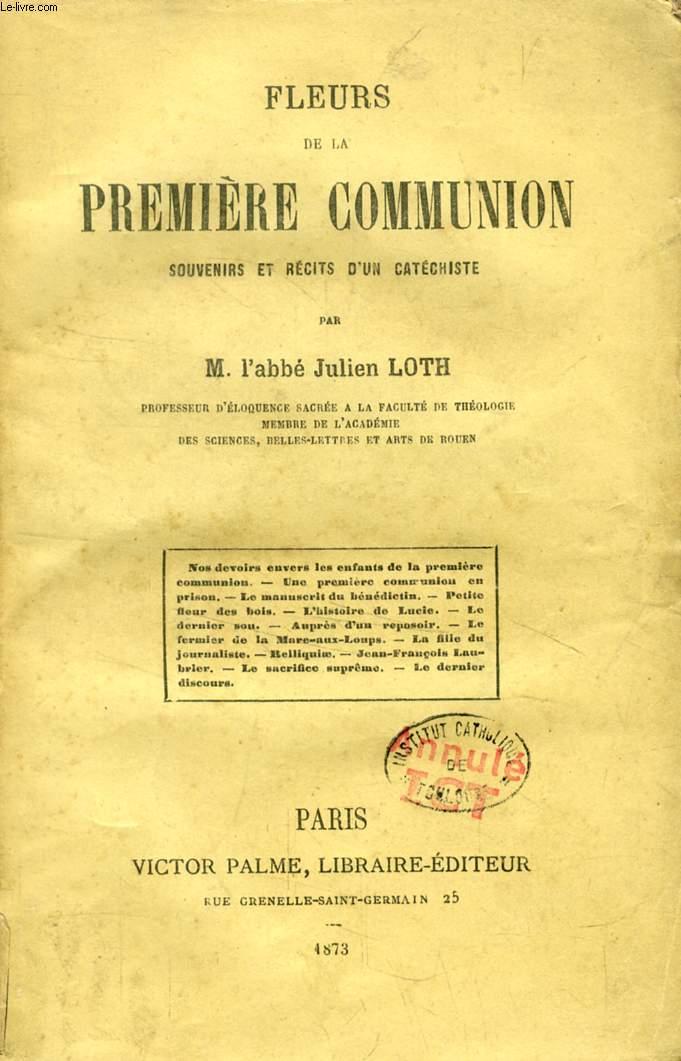 Le-livre.com
FLEURS
DE LA
PREMIÈRE COMMUNION
SOUVENIRS ET RÉCITS D'UN CATÉCHISTE
PAR
M. l'abbé Julien LOTH
PROFESSEUR D'ÉLOQUENCE SACRÉE A LA FACULTÉ DE THÉOLOGIE
MEMBRE DE L'ACADÉMIE
DES SCIENCES, BELLES-LETTRES ET ARTS DE ROUEN
Nos devoirs envers les enfants de la première
communion. — Une première communion en
prison. — Le manuscrit du bénédictin. — Petite
fleur des bois. — L'histoire de Lucie. — Le
dernier sou. — Auprès d'un reposoir. — Le
fermier de la Mare-aux-Loups. — La fille du
journaliste. — Relliquiæ. — Jean-François Lau-
brier. — Le sacrifice suprême. — Le dernier
discours.
INSTITUT CATHOLIQUE
DE
TOULOUSE
Annulé
ICT
PARIS
VICTOR PALME, LIBRAIRE-ÉDITEUR
RUE GRENELLE-SAINT-GERMAIN 25
1873